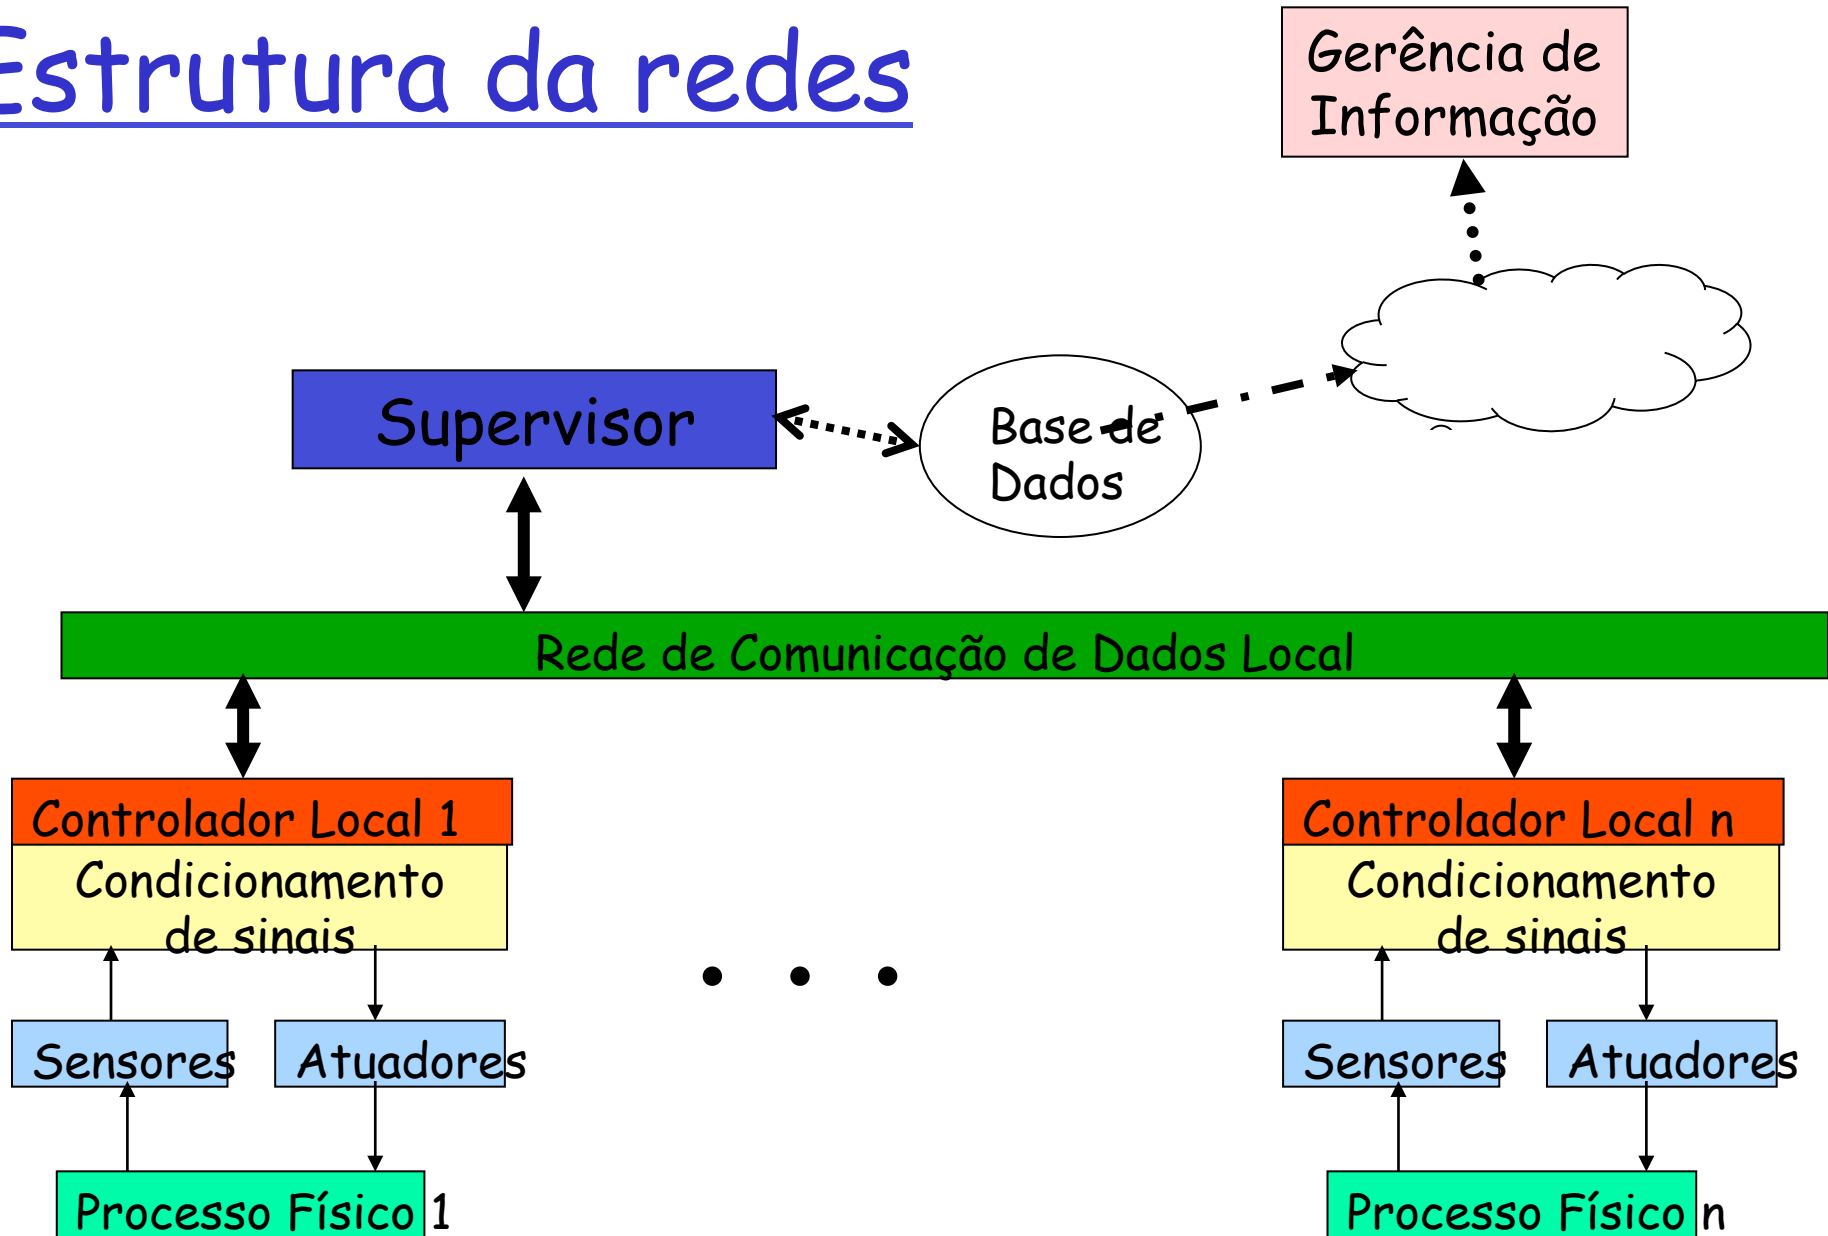 Estrutura da redes
Gerência de
Informação
Supervisor
Base de
Dados
Rede de Comunicação de Dados Local
Controlador Local 1
Condicionamento
de sinais
Sensores
Atuadores
Processo Físico 1
Controlador Local n
Condicionamento
de sinais
Sensores
Atuadores
Processo Físico n